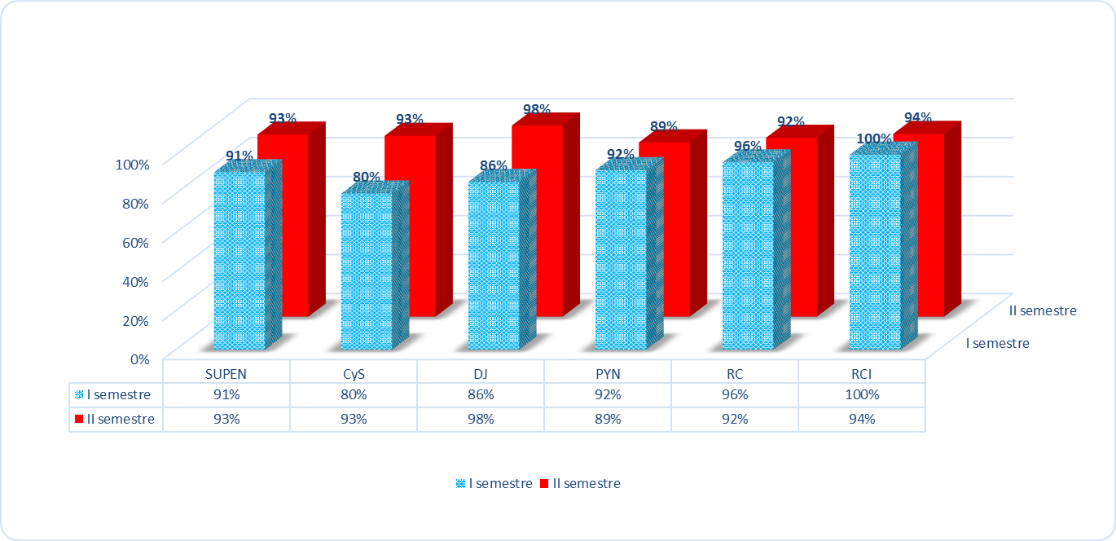 93% 93% 98% 89% 92% 94%
91% 80% 86% 92% 96% 100%
100%
80%
60%
40%
20%
0%
II semestre
I semestre
SUPEN CyS DJ PYN RC RCI
I semestre 91% 80% 86% 92% 96% 100%
II semestre 93% 93% 98% 89% 92% 94%
I semestre II semestre